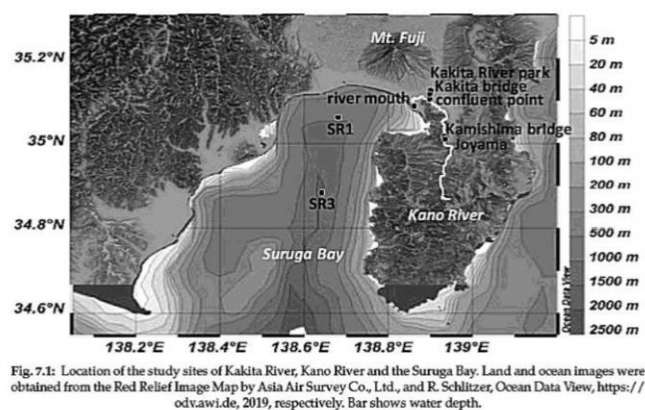 35.2°N
35°N
34.8°N
34.6°N
138.2°E
138.4°E
138.6°E
138.8°E
139°E
Mt. Fuji
Kakita River park
Kakita bridge
confluent point
river mouth
Kamishima bridge
Joyama
SR1
SR3
Kano River
Suruga Bay
5 m
20 m
40 m
60 m
80 m
100 m
200 m
300 m
500 m
1000 m
1500 m
2000 m
2500 m
Ocean Data View
Fig. 7.1: Location of the study sites of Kakita River, Kano River and the Suruga Bay. Land and ocean images were
obtained from the Red Relief Image Map by Asia Air Survey Co., Ltd., and R. Schlitzer, Ocean Data View, https://
odv.awi.de, 2019, respectively. Bar shows water depth.